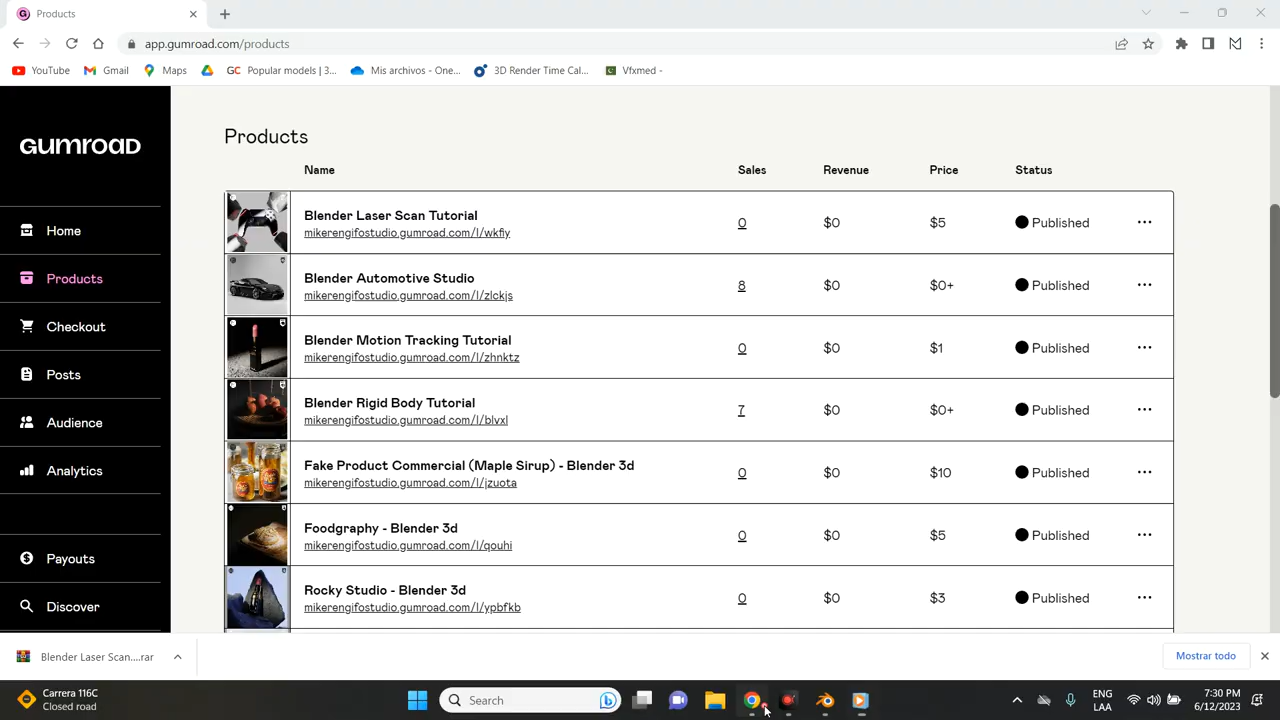 Products
app.gumroad.com/products
YouTube
Gmail
Maps
GC Popular models | 3...
Mis archivos - One...
3D Render Time Cal...
Vfxmed -
GUMROAD
Home
Products
Checkout
Posts
Audience
Analytics
Payouts
Discover
Products
Name Sales Revenue Price Status
Blender Laser Scan Tutorial
mikerengifostudio.gumroad.com/l/wkfiy
0 $0 $5 Published
Blender Automotive Studio
mikerengifostudio.gumroad.com/l/zlckjs
8 $0 $0+ Published
Blender Motion Tracking Tutorial
mikerengifostudio.gumroad.com/l/zhnktz
0 $0 $1 Published
Blender Rigid Body Tutorial
mikerengifostudio.gumroad.com/l/blvxl
7 $0 $0+ Published
Fake Product Commercial (Maple Sirup) - Blender 3d
mikerengifostudio.gumroad.com/l/jzuota
0 $0 $10 Published
Foodgraphy - Blender 3d
mikerengifostudio.gumroad.com/l/qouhi
0 $0 $5 Published
Rocky Studio - Blender 3d
mikerengifostudio.gumroad.com/l/ypbfkb
0 $0 $3 Published
Blender Laser Scan....rar
Mostrar todo
Carrera 116C
Closed road
Search
ENG
LAA
7:30 PM
6/12/2023